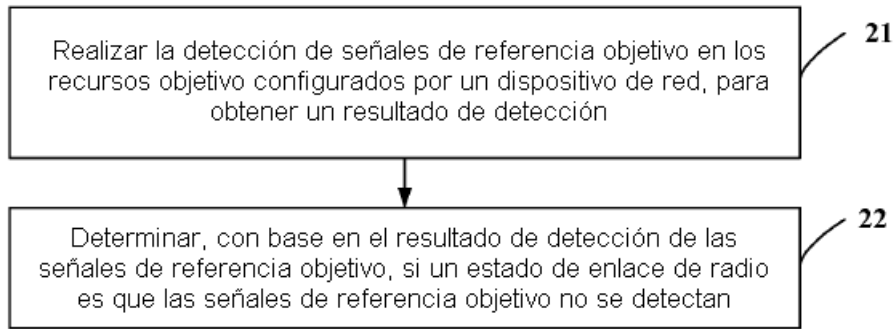 Realizar la detección de señales de referencia objetivo en los
recursos objetivo configurados por un dispositivo de red, para
obtener un resultado de detección
21
Determinar, con base en el resultado de detección de las
señales de referencia objetivo, si un estado de enlace de radio
es que las señales de referencia objetivo no se detectan
22